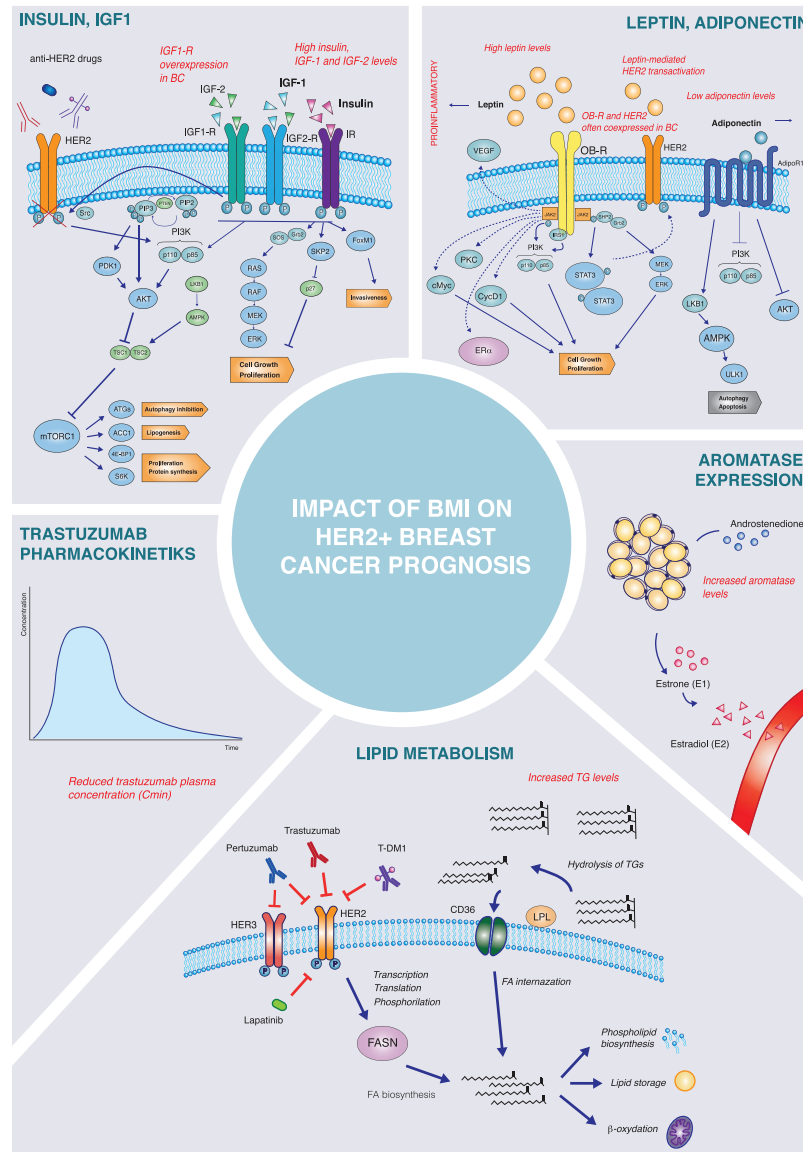 INSULIN, IGF1
anti-HER2 drugs
IGF1-R
overexpression
in BC
High insulin,
IGF-1 and IGF-2 levels
IGF-2
IGF-1
Insulin
HER2
IGF1-R
IGF2-R
IR
P
P
P
P
P
P
P
P
Src
PIP3
PTEN
PIP2
PI3K
p110
p85
PDK1
AKT
LKB1
AMPK
TSC1
TSC2
SOS
Grb2
RAS
RAF
MEK
ERK
SKP2
p27
FoxM1
Invasiveness
Cell Growth
Proliferation
mTORC1
ATGs
Autophagy inhibition
ACC1
Lipogenesis
4E-BP1
S6K
Proliferation
Protein synthesis
LEPTIN, ADIPONECTIN
PROINFLAMMATORY
High leptin levels
Leptin
Leptin-mediated
HER2 transactivation
Low adiponectin levels
OB-R and HER2
often coexpressed in BC
Adiponectin
VEGF
OB-R
HER2
AdipoR1
JAK2
JAK2
IRS1
SHP2
Grb2
P
P
PI3K
p110
p85
PKC
cMyc
CycD1
ERα
STAT3
STAT3
MEK
ERK
Cell Growth
Proliferation
PI3K
p110
p85
LKB1
AKT
AMPK
ULK1
Autophagy
Apoptosis
IMPACT OF BMI ON
HER2+ BREAST
CANCER PROGNOSIS
AROMATASE
EXPRESSION
Androstenedione
Increased aromatase
levels
Estrone (E1)
Estradiol (E2)
TRASTUZUMAB
PHARMACOKINETIKS
Concentration
Time
Reduced trastuzumab plasma
concentration (Cmin)
LIPID METABOLISM
Increased TG levels
Trastuzumab
Pertuzumab
T-DM1
Hydrolysis of TGs
HER3
HER2
CD36
LPL
P
P
P
P
Lapatinib
Transcription
Translation
Phosphorilation
FA internazation
FASN
FA biosynthesis
Phospholipid
biosynthesis
Lipid storage
β-oxydation